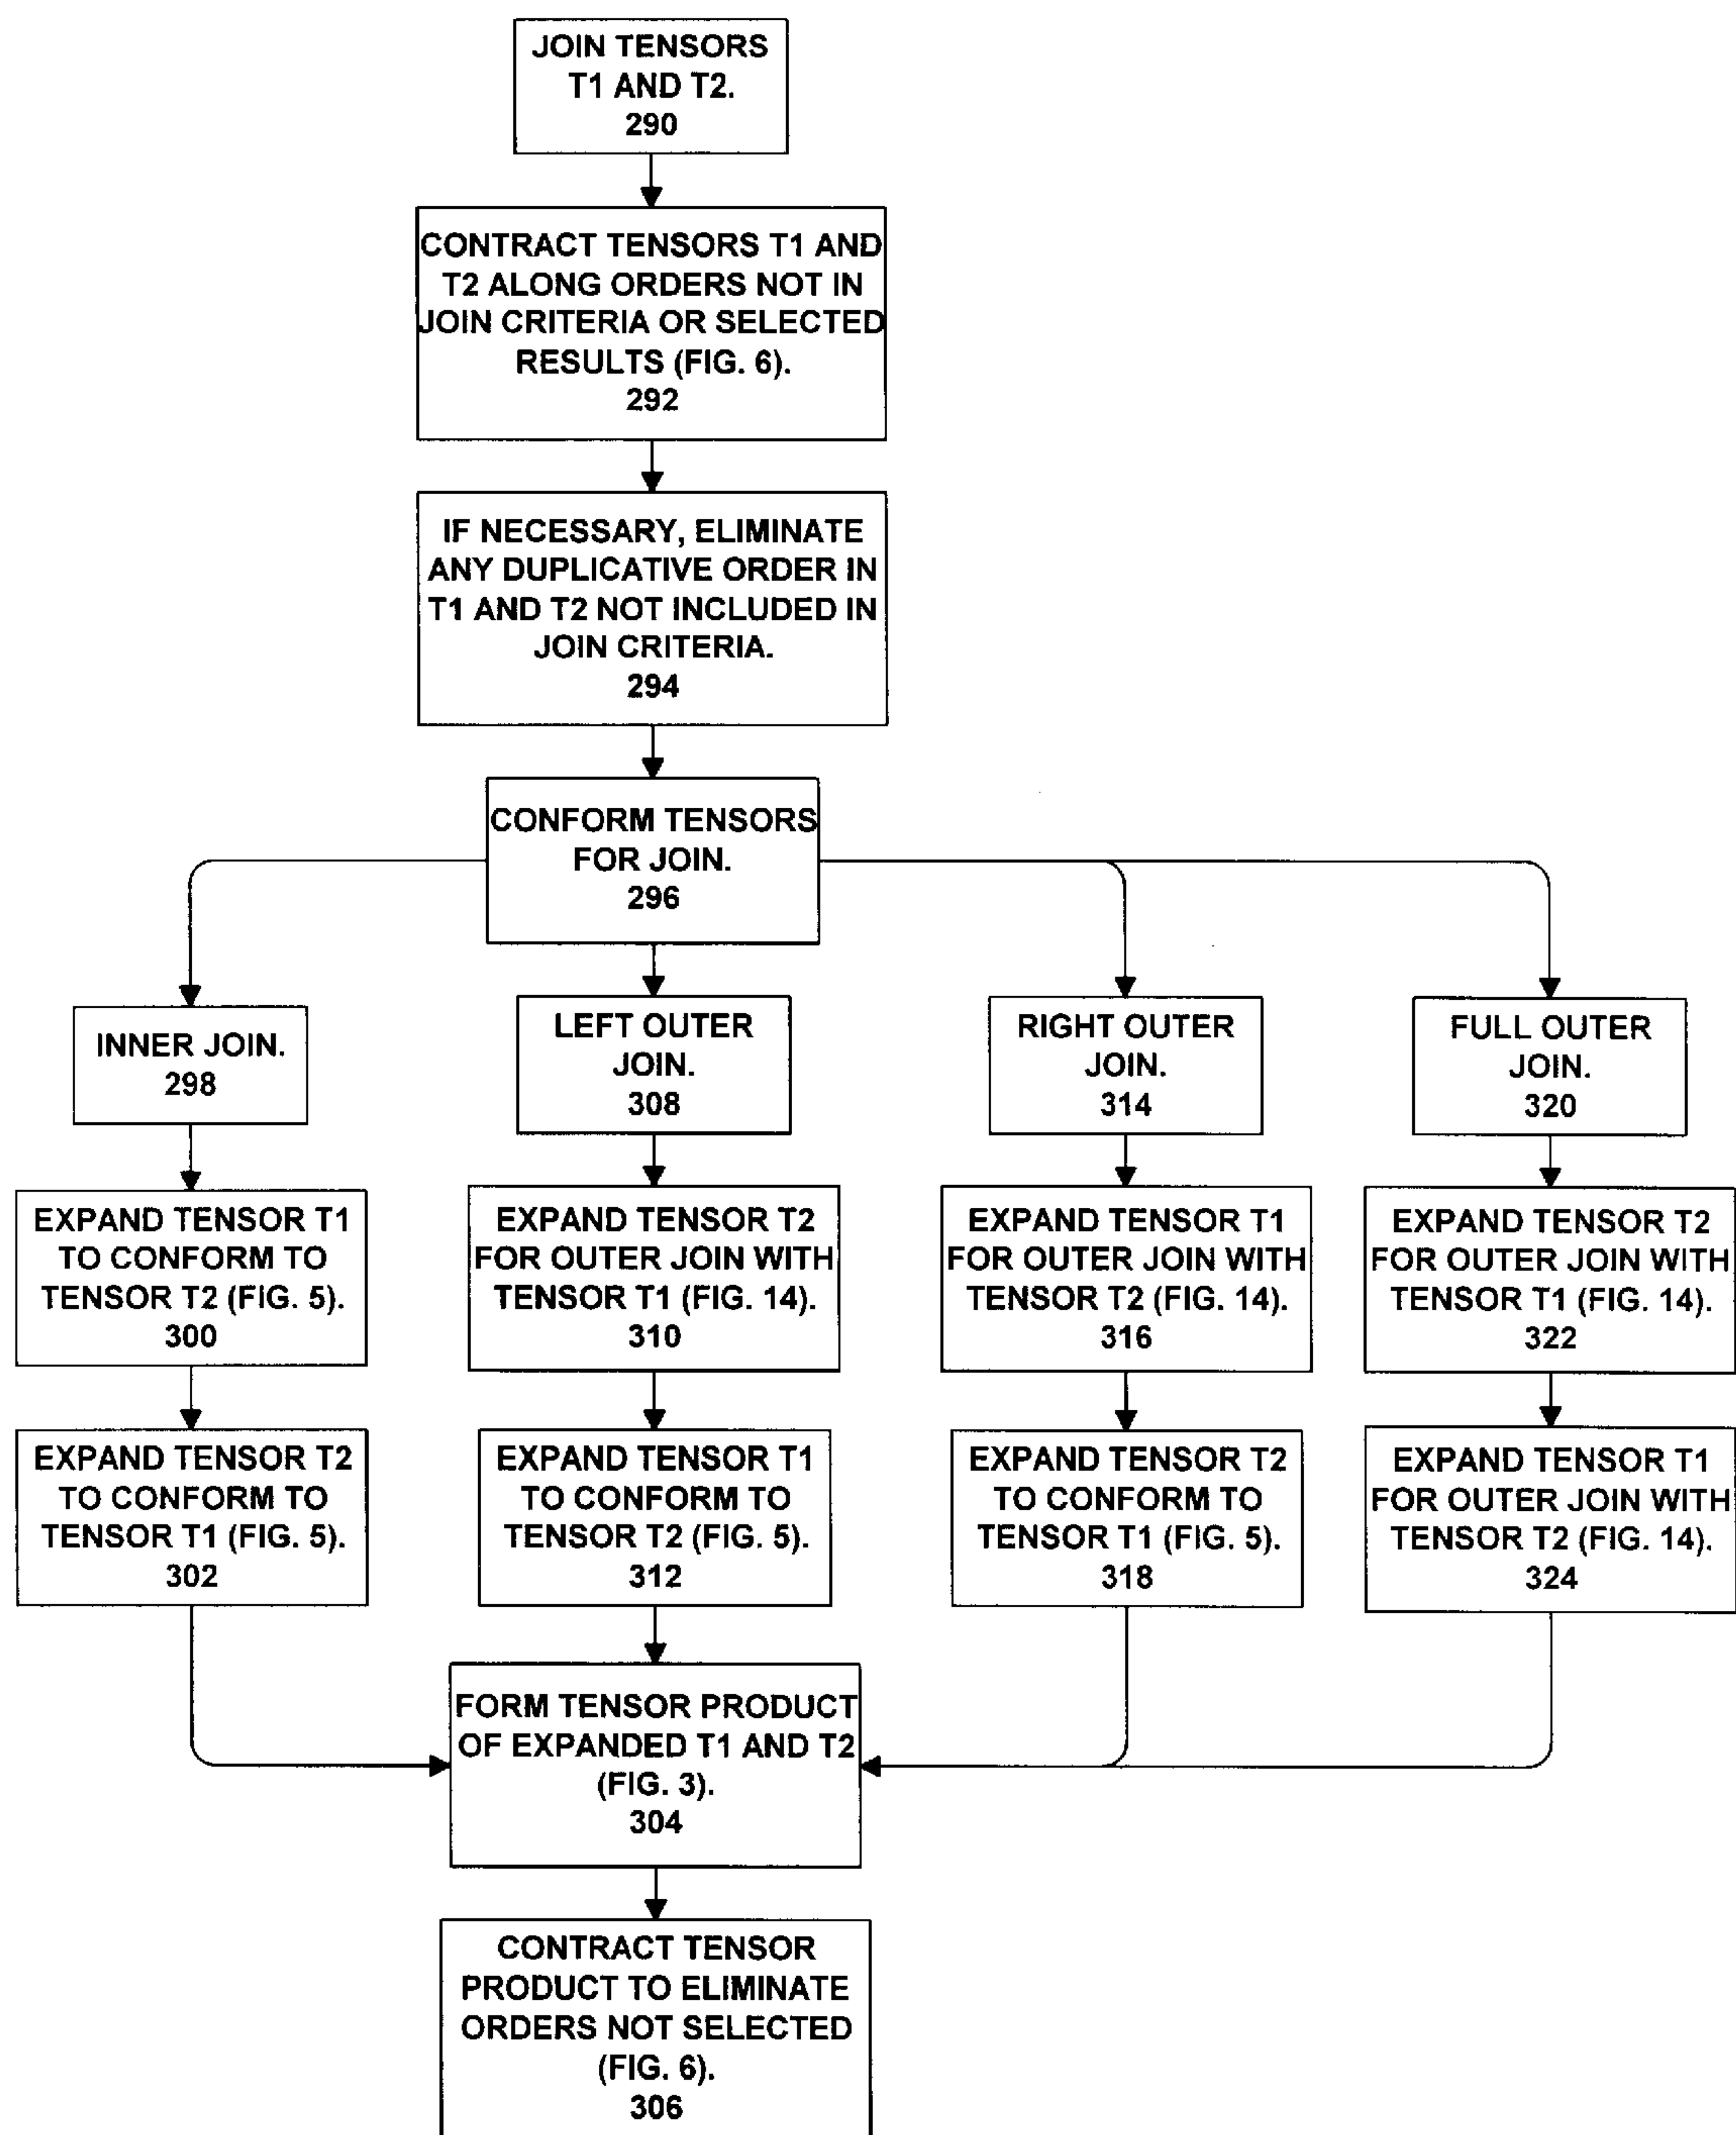 JOIN TENSORS
T1 AND T2.
290
CONTRACT TENSORS T1 AND
T2 ALONG ORDERS NOT IN
JOIN CRITERIA OR SELECTED
RESULTS (FIG. 6).
292
IF NECESSARY, ELIMINATE
ANY DUPLICATIVE ORDER IN
T1 AND T2 NOT INCLUDED IN
JOIN CRITERIA.
294
CONFORM TENSORS
FOR JOIN.
296
INNER JOIN.
298
LEFT OUTER
JOIN.
308
RIGHT OUTER
JOIN.
314
FULL OUTER
JOIN.
320
EXPAND TENSOR T1
TO CONFORM TO
TENSOR T2 (FIG. 5).
300
EXPAND TENSOR T2
FOR OUTER JOIN WITH
TENSOR T1 (FIG. 14).
310
EXPAND TENSOR T1
FOR OUTER JOIN WITH
TENSOR T2 (FIG. 14).
316
EXPAND TENSOR T2
FOR OUTER JOIN WITH
TENSOR T1 (FIG. 14).
322
EXPAND TENSOR T2
TO CONFORM TO
TENSOR T1 (FIG. 5).
302
EXPAND TENSOR T1
TO CONFORM TO
TENSOR T2 (FIG. 5).
312
EXPAND TENSOR T2
TO CONFORM TO
TENSOR T1 (FIG. 5).
318
EXPAND TENSOR T1
FOR OUTER JOIN WITH
TENSOR T2 (FIG. 14).
324
FORM TENSOR PRODUCT
OF EXPANDED T1 AND T2
(FIG. 3).
304
CONTRACT TENSOR
PRODUCT TO ELIMINATE
ORDERS NOT SELECTED
(FIG. 6).
306